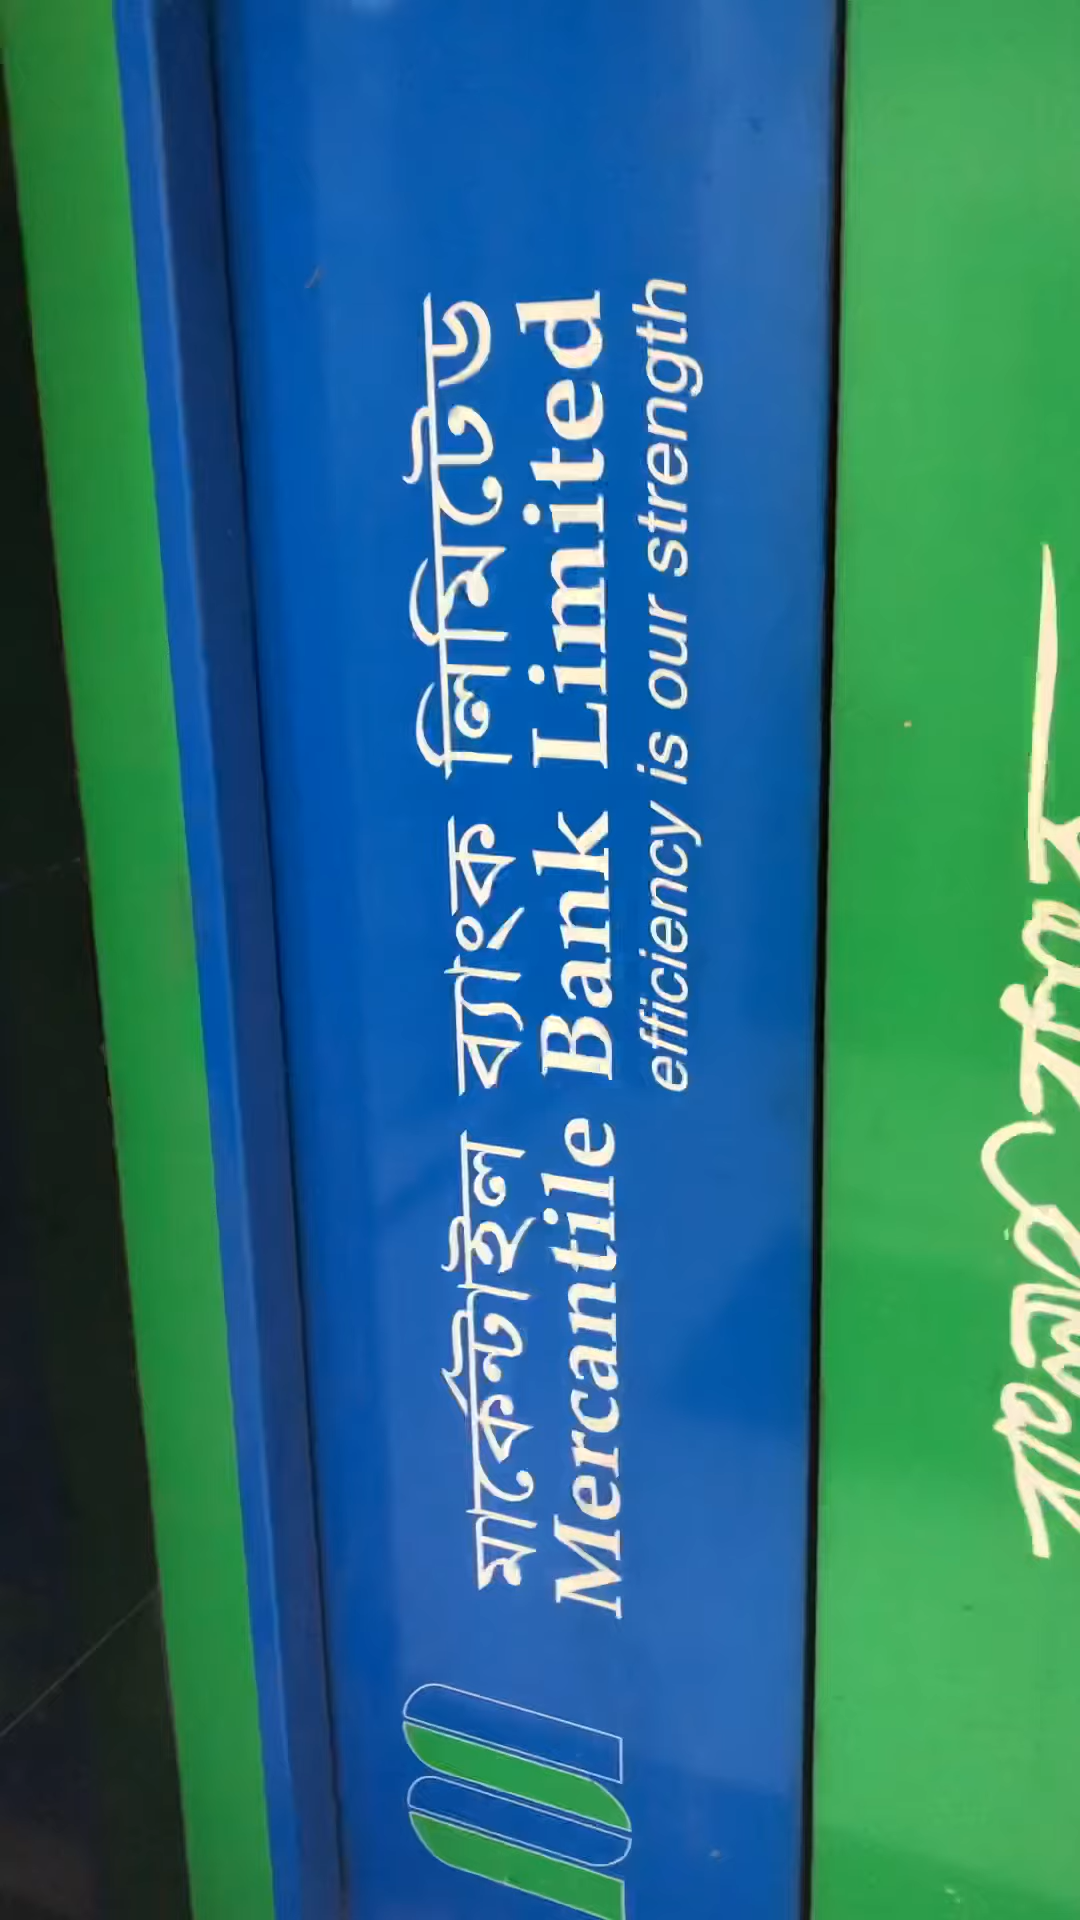 মার্কেন্টাইল ব্যাংক লিমিটেড
Mercantile Bank Limited
efficiency is our strength
বাংলার